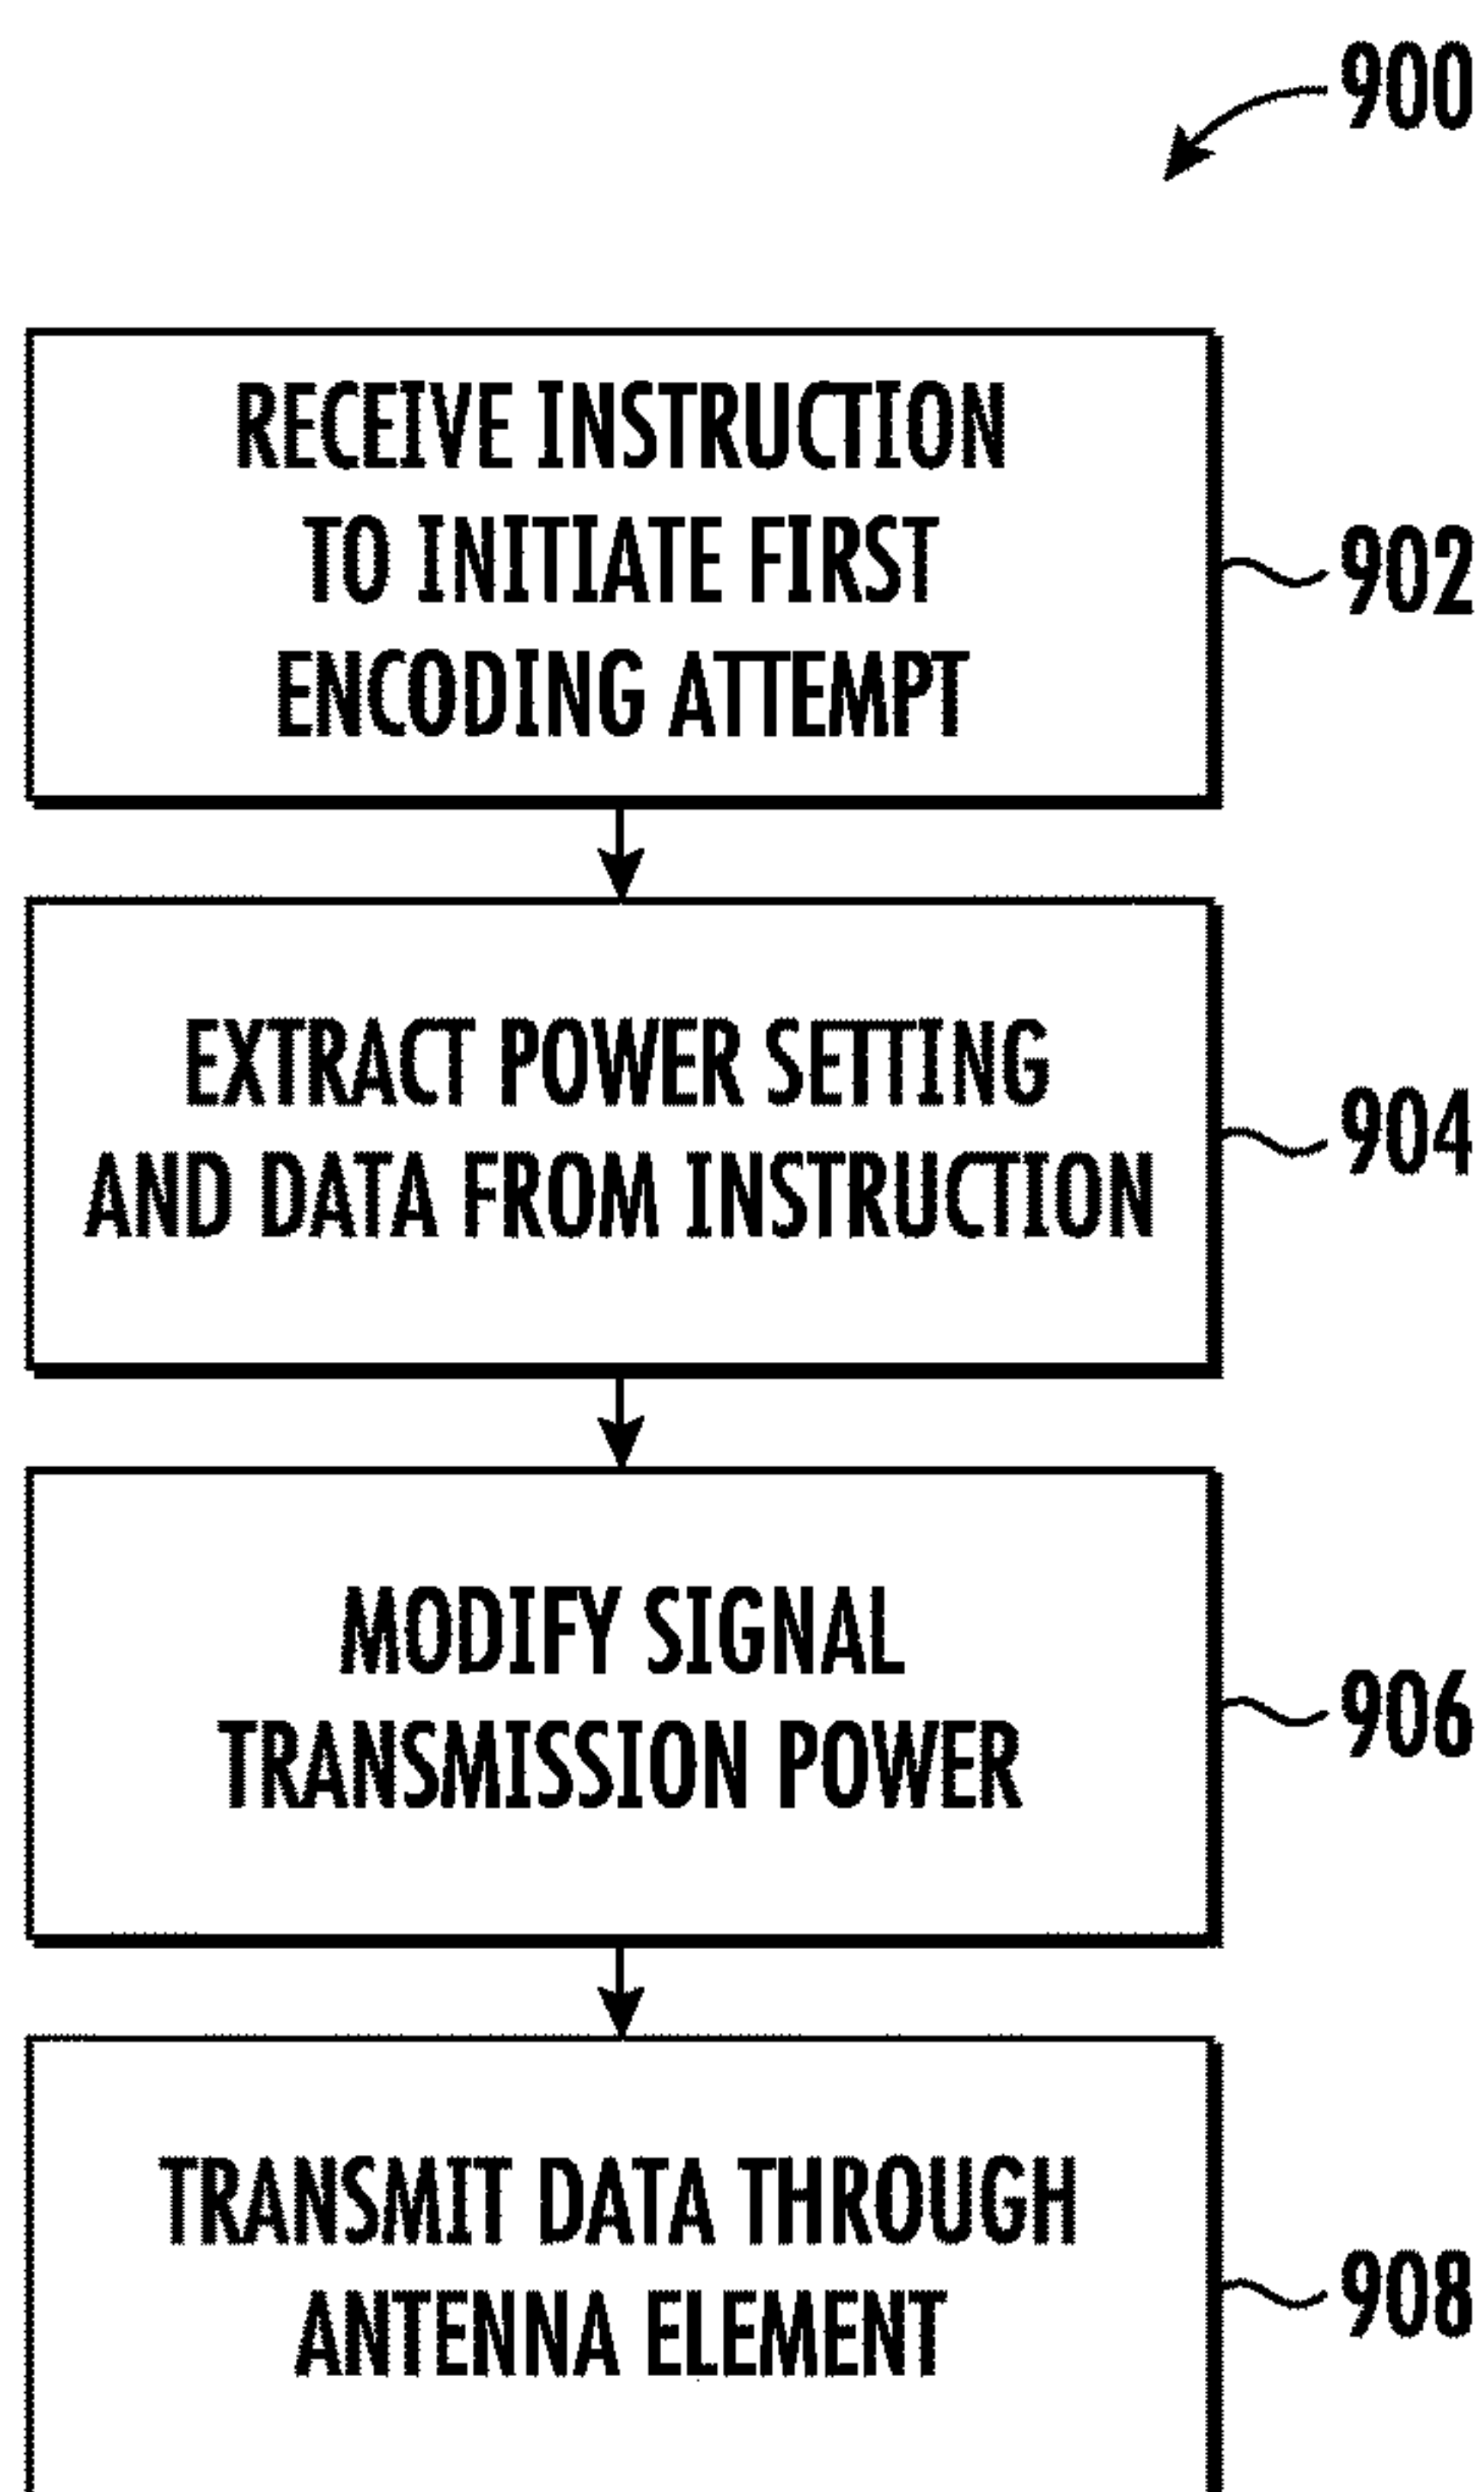 900
RECEIVE INSTRUCTION
TO INITIATE FIRST
ENCODING ATTEMPT
902
EXTRACT POWER SETTING
AND DATA FROM INSTRUCTION
904
MODIFY SIGNAL
TRANSMISSION POWER
906
TRANSMIT DATA THROUGH
ANTENNA ELEMENT
908